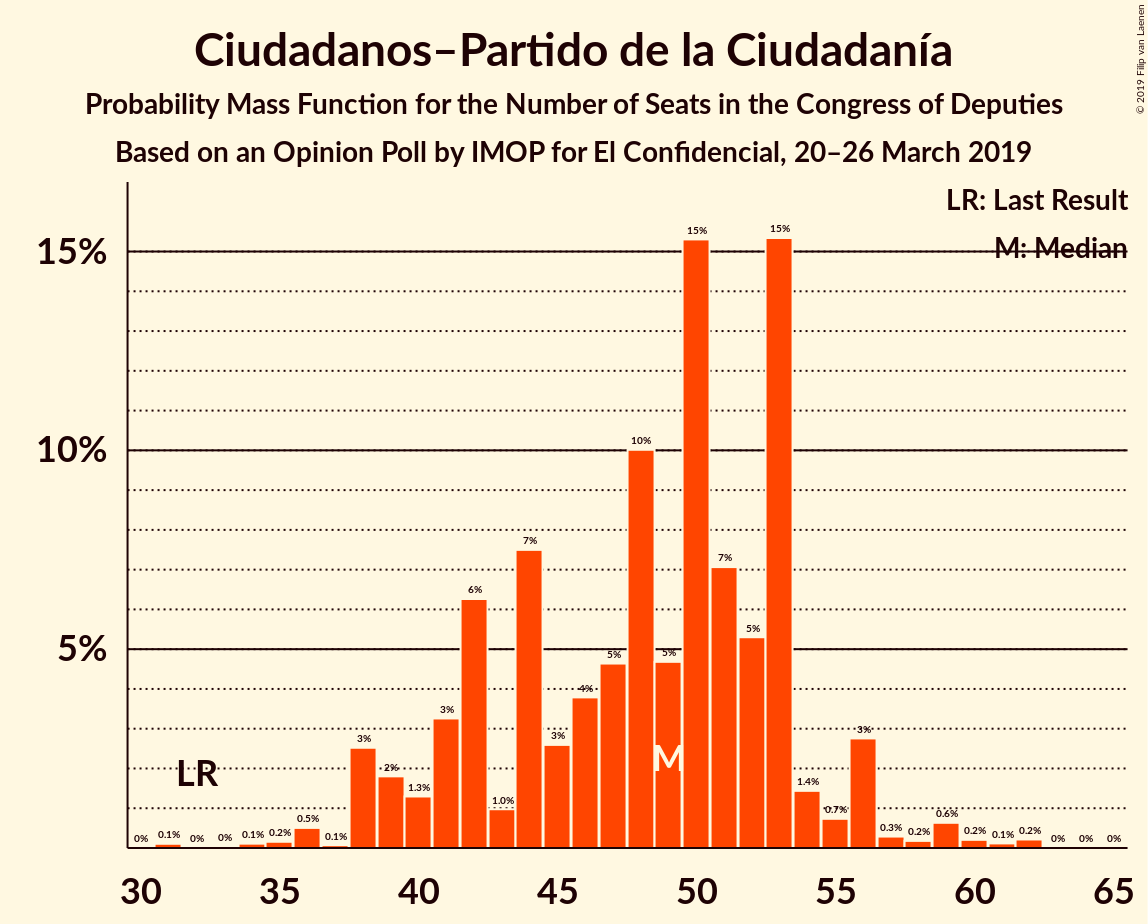 © 2019 Filip van Laenen
Ciudadanos–Partido de la Ciudadanía
Probability Mass Function for the Number of Seats in the Congress of Deputies
Based on an Opinion Poll by IMOP for El Confidencial, 20–26 March 2019
LR: Last Result
M: Median
15%
10%
5%
LR
M
0% 0.1% 0% 0% 0.1% 0.2% 0.5% 0.1% 3% 2% 1.3% 3% 6% 1.0% 7% 3% 4% 5% 10% 5% 15% 7% 5% 15% 1.4% 0.7% 3% 0.3% 0.2% 0.6% 0.2% 0.1% 0.2% 0% 0% 0%
30 35 40 45 50 55 60 65